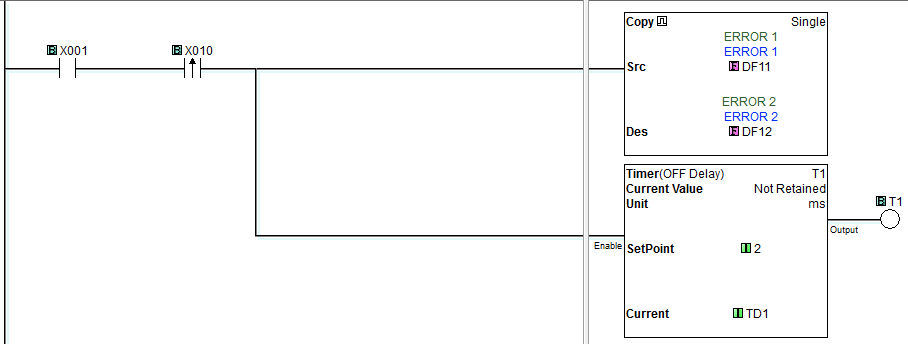 B X001
B X010
Copy Single
ERROR 1
ERROR 1
Src F DF11
ERROR 2
ERROR 2
Des F DF12
Timer(OFF Delay) T1
Current Value Not Retained
Unit ms
B T1
Output
Enable SetPoint I 2
Current I TD1